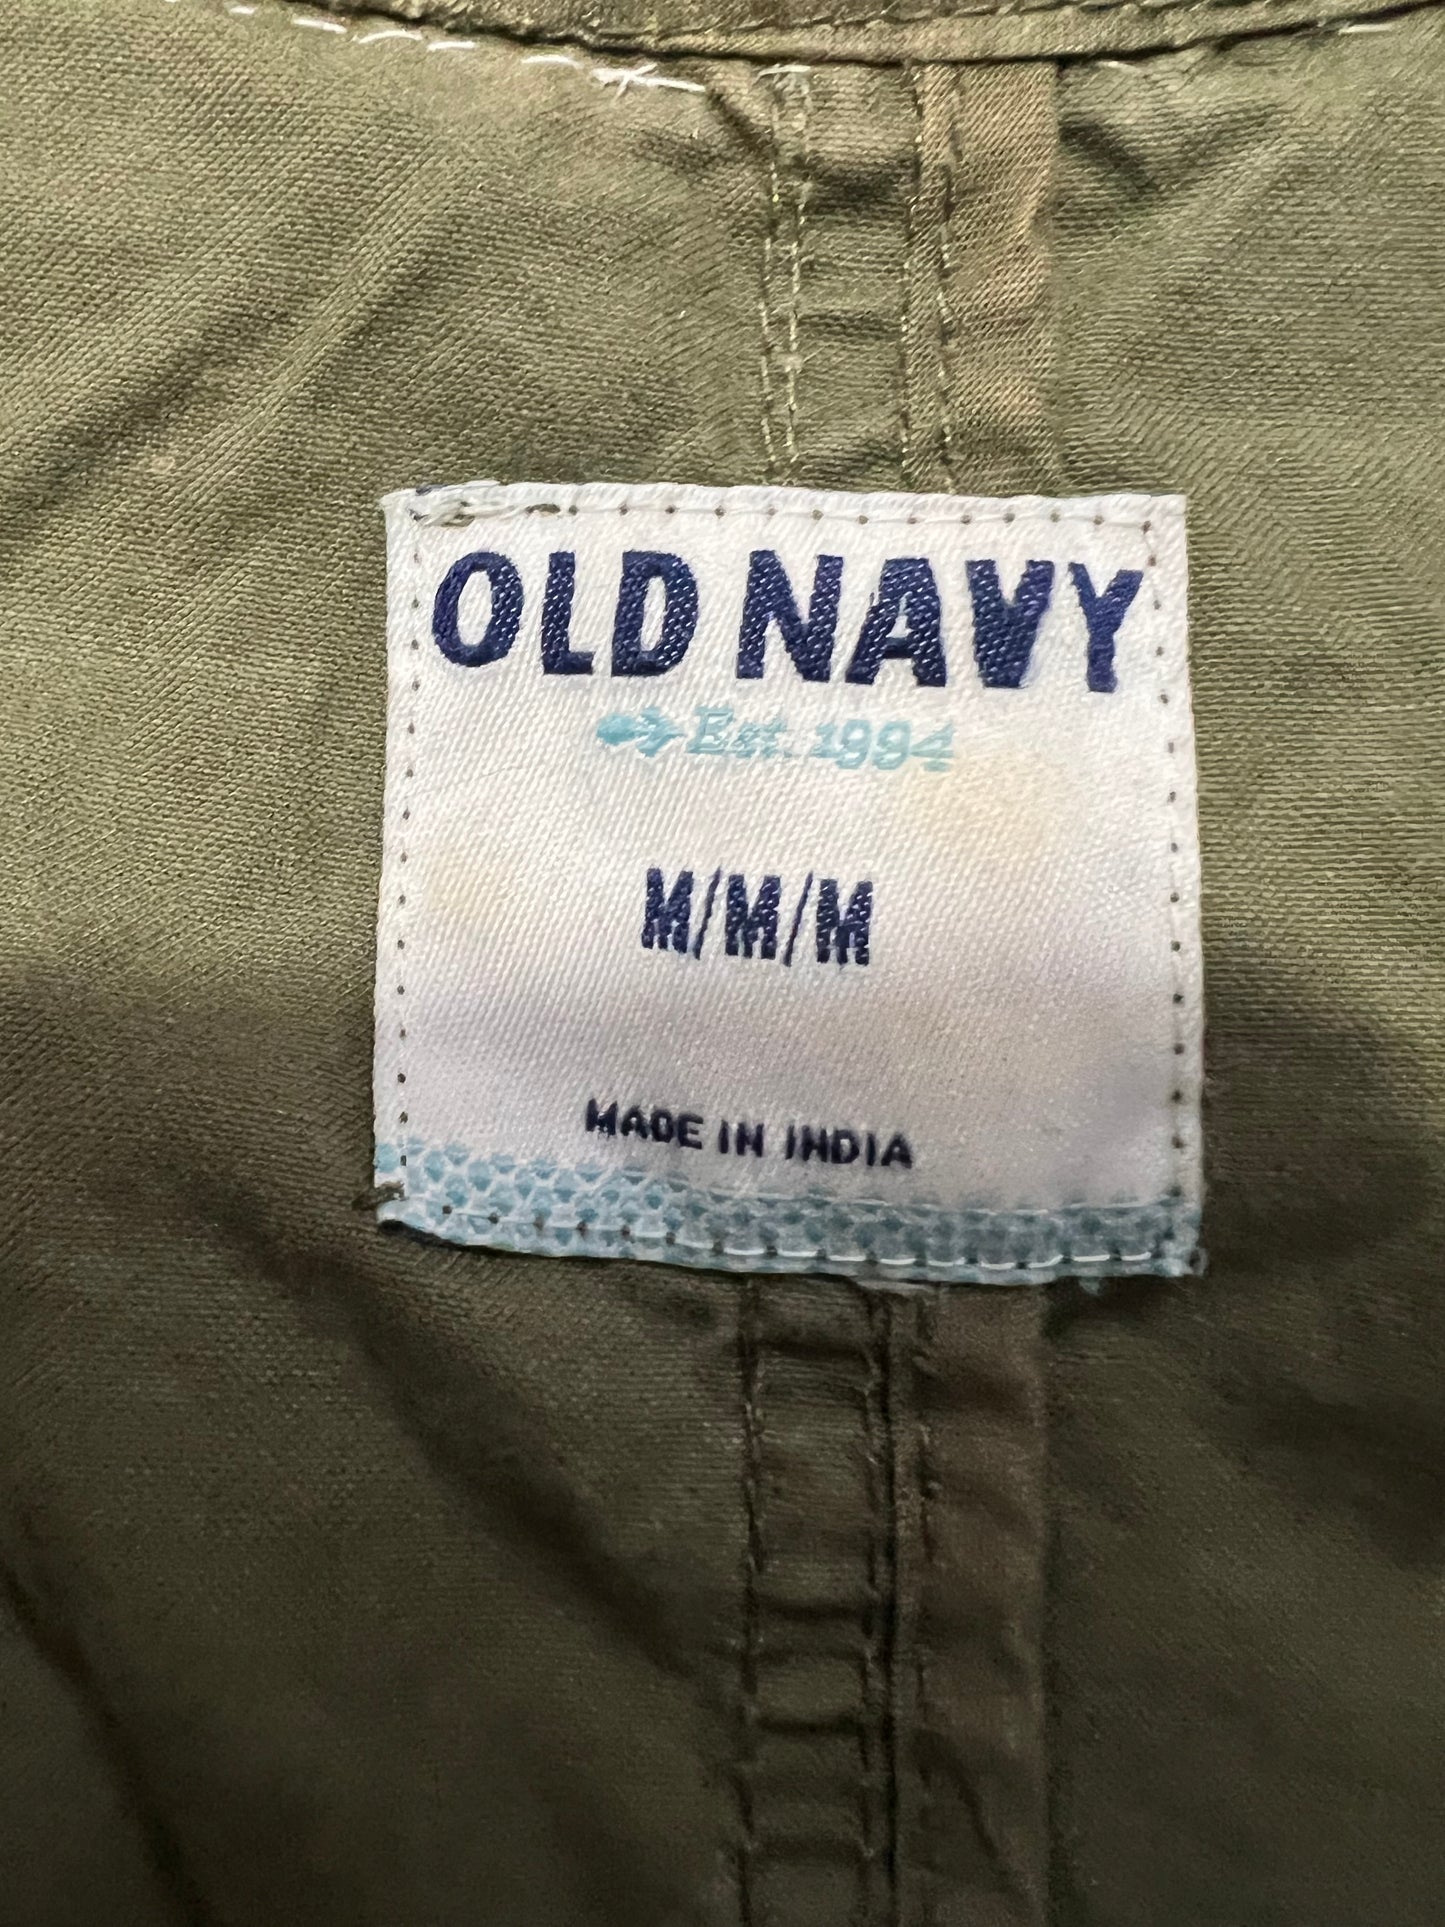 OLD NAVY
Est. 1994
M/M/M
MADE IN INDIA